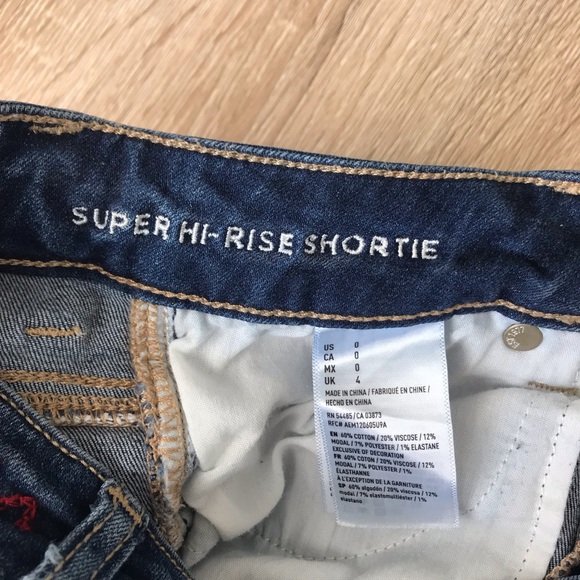 SUPER HI-RISE SHORTIE
US 0
CA 0
MX 0
UK 4
MADE IN CHINA / FABRIQUÉ EN CHINE /
HECHO EN CHINA
RN 54485 / CA 03873
REF# AEM120605U9A
EN 60% COTTON / 20% VISCOSE / 12%
MODAL / 7% POLYESTER / 1% ELASTANE
EXCLUSIVE OF DECORATION
FR 60% COTON / 20% VISCOSE / 12%
MODAL / 7% POLYESTER / 1%
ÉLASTHANNE
À L'EXCEPTION DE LA GARNITURE
SP 60% algodón / 20% viscosa / 12%
modal / 7% elastomultiéster / 1%